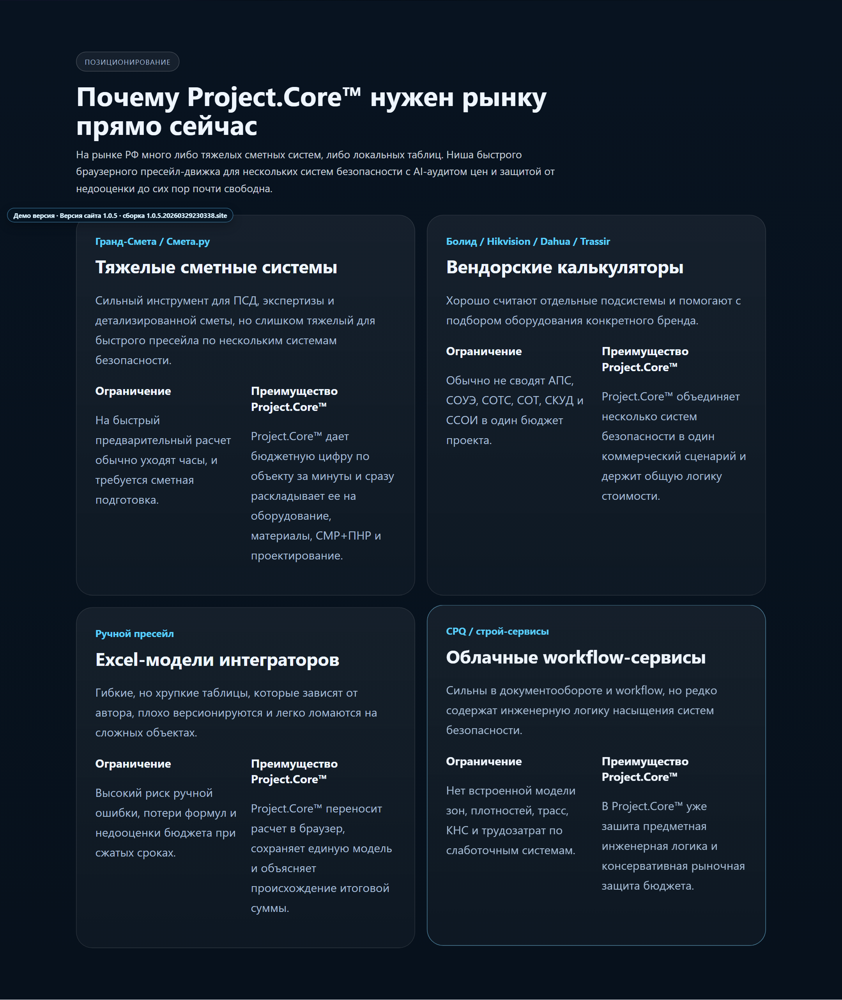 ПОЗИЦИОНИРОВАНИЕ
Почему Project.Core™ нужен рынку
прямо сейчас
На рынке РФ много либо тяжелых сметных систем, либо локальных таблиц. Ниша быстрого
браузерного пресейл-движка для нескольких систем безопасности с AI-аудитом цен и защитой от
недооценки до сих пор почти свободна.
Демо версия · Версия сайта 1.0.5 · сборка 1.0.5.20260329230338.site
Гранд-Смета / Смета.ру
Тяжелые сметные системы
Сильный инструмент для ПСД, экспертизы и
детализированной сметы, но слишком тяжелый для
быстрого пресейла по нескольким системам
безопасности.
Ограничение
На быстрый
предварительный расчет
обычно уходят часы, и
требуется сметная
подготовка.
Преимущество
Project.Core™
Project.Core™ дает
бюджетную цифру по
объекту за минуты и сразу
раскладывает ее на
оборудование,
материалы, СМР+ПНР и
проектирование.
Болид / Hikvision / Dahua / Trassir
Вендорские калькуляторы
Хорошо считают отдельные подсистемы и помогают с
подбором оборудования конкретного бренда.
Ограничение
Обычно не сводят АПС,
СОУЭ, СОТС, СОТ, СКУД и
ССОИ в один бюджет
проекта.
Преимущество
Project.Core™
Project.Core™ объединяет
несколько систем
безопасности в один
коммерческий сценарий и
держит общую логику
стоимости.
Ручной пресейл
Excel-модели интеграторов
Гибкие, но хрупкие таблицы, которые зависят от
автора, плохо версионируются и легко ломаются на
сложных объектах.
Ограничение
Высокий риск ручной
ошибки, потери формул и
недооценки бюджета при
сжатых сроках.
Преимущество
Project.Core™
Project.Core™ переносит
расчет в браузер,
сохраняет единую модель
и объясняет
происхождение итоговой
суммы.
CPQ / строй-сервисы
Облачные workflow-сервисы
Сильны в документообороте и workflow, но редко
содержат инженерную логику насыщения систем
безопасности.
Ограничение
Нет встроенной модели
зон, плотностей, трасс,
КНС и трудозатрат по
слаботочным системам.
Преимущество
Project.Core™
В Project.Core™ уже
зашита предметная
инженерная логика и
консервативная рыночная
защита бюджета.